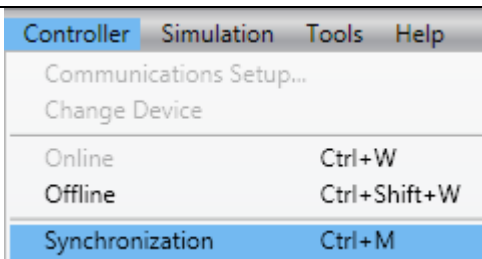 Controller Simulation Tools Help
Communications Setup...
Change Device
Online Ctrl+W
Offline Ctrl+Shift+W
Synchronization Ctrl+M